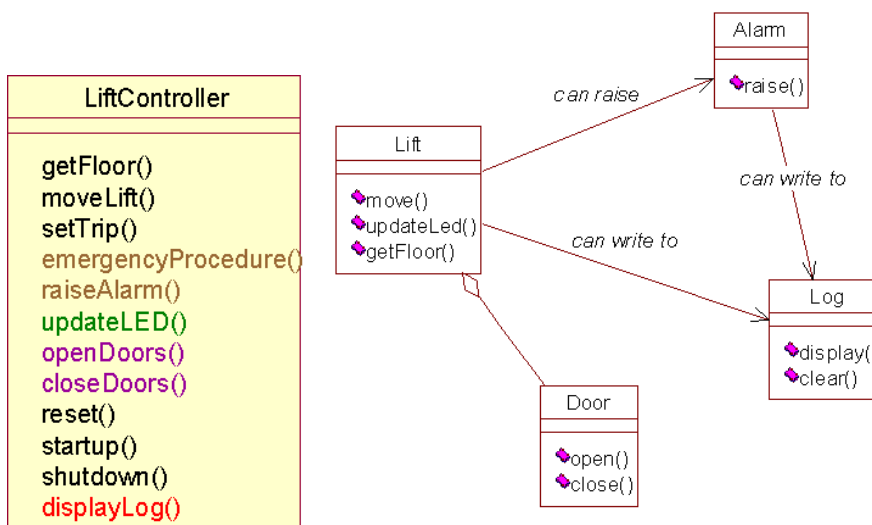 LiftController
getFloor()
moveLift()
setTrip()
emergencyProcedure()
raiseAlarm()
updateLED()
openDoors()
closeDoors()
reset()
startup()
shutdown()
displayLog()
Lift
move()
updateLed()
getFloor()
can raise
Alarm
raise()
can write to
can write to
Log
display(
clear()
Door
open()
close()